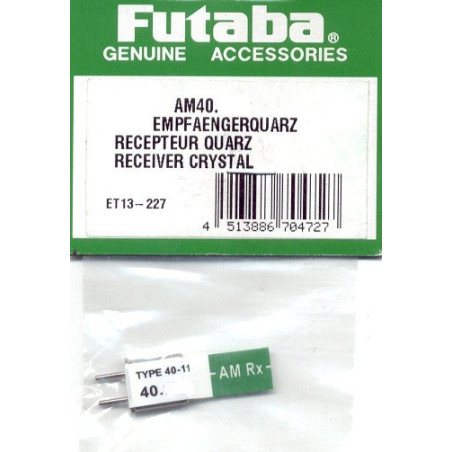 Futaba®
GENUINE ACCESSORIES
AM40.
EMPFAENGERQUARZ
RECEPTEUR QUARZ
RECEIVER CRYSTAL
ET13-227
4 513886 704727
TYPE 40-11
40.
AM Rx